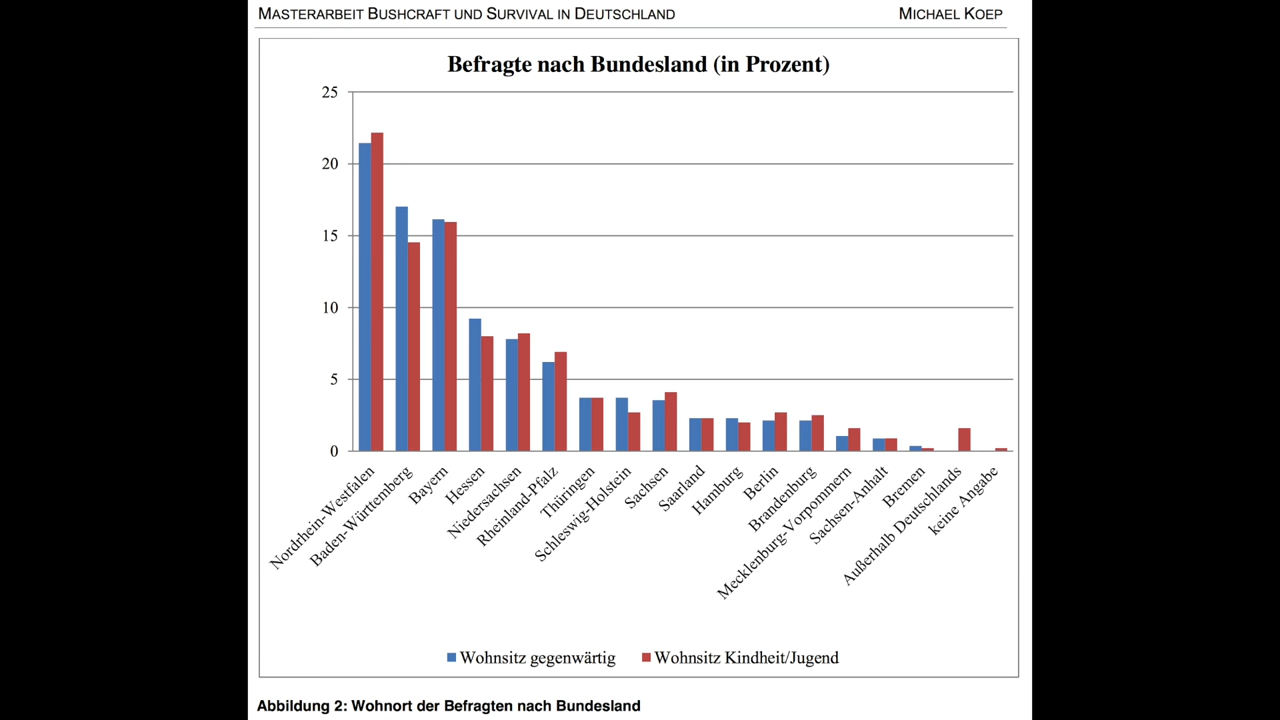 MASTERARBEIT BUSHCRAFT UND SURVIVAL IN DEUTSCHLAND MICHAEL KOEP
Befragte nach Bundesland (in Prozent)
25
20
15
10
5
0
Nordrhein-Westfalen
Baden-Württemberg
Bayern
Hessen
Niedersachsen
Rheinland-Pfalz
Thüringen
Schleswig-Holstein
Sachsen
Saarland
Hamburg
Berlin
Brandenburg
Mecklenburg-Vorpommern
Sachsen-Anhalt
Bremen
Außerhalb Deutschlands
keine Angabe
Wohnsitz gegenwärtig Wohnsitz Kindheit/Jugend
Abbildung 2: Wohnort der Befragten nach Bundesland